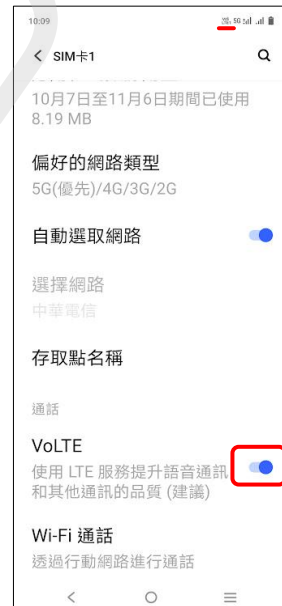 10:09
5G
SIM卡1
10月7日至11月6日期間已使用
8.19 MB
偏好的網路類型
5G(優先)/4G/3G/2G
自動選取網路
選擇網路
中華電信
存取點名稱
通話
VoLTE
使用 LTE 服務提升語音通訊
和其他通訊的品質 (建議)
Wi-Fi 通話
透過行動網路進行通話